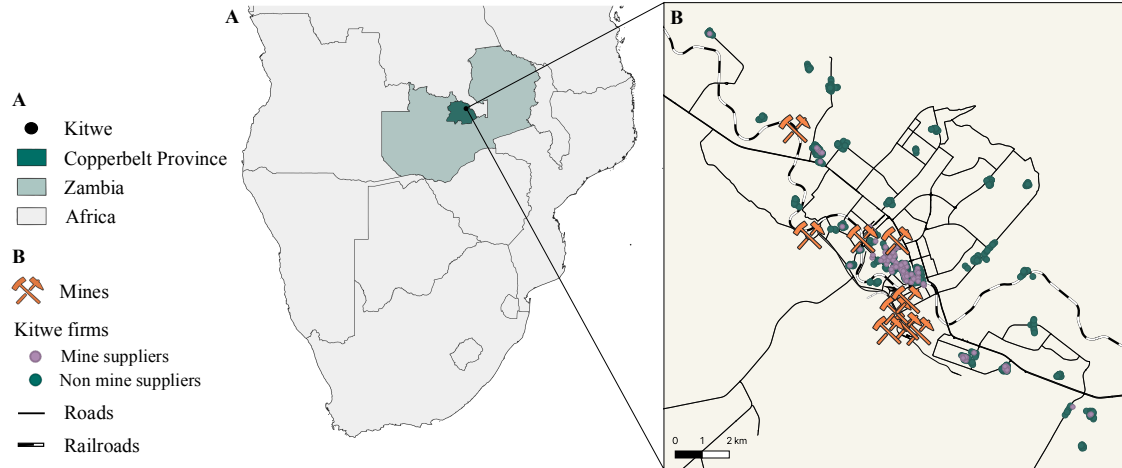 A
Kitwe
Copperbelt Province
Zambia
Africa
B
Mines
Kitwe firms
Mine suppliers
Non mine suppliers
Roads
Railroads
A
B
0 1 2 km